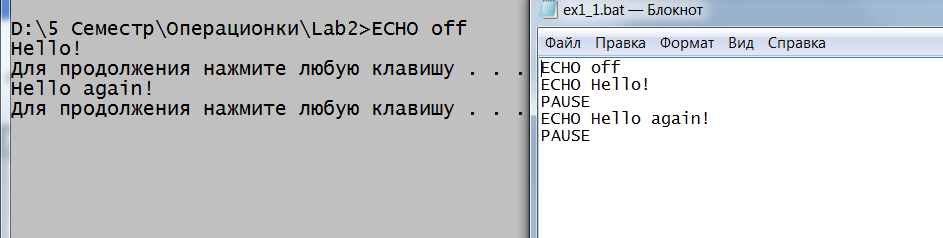 D:\5 Семестр\Операционки\Lab2>ECHO off
Hello!
Для продолжения нажмите любую клавишу . . .
Hello again!
Для продолжения нажмите любую клавишу . . .
ex1_1.bat — Блокнот
Файл Правка Формат Вид Справка
ECHO off
ECHO Hello!
PAUSE
ECHO Hello again!
PAUSE